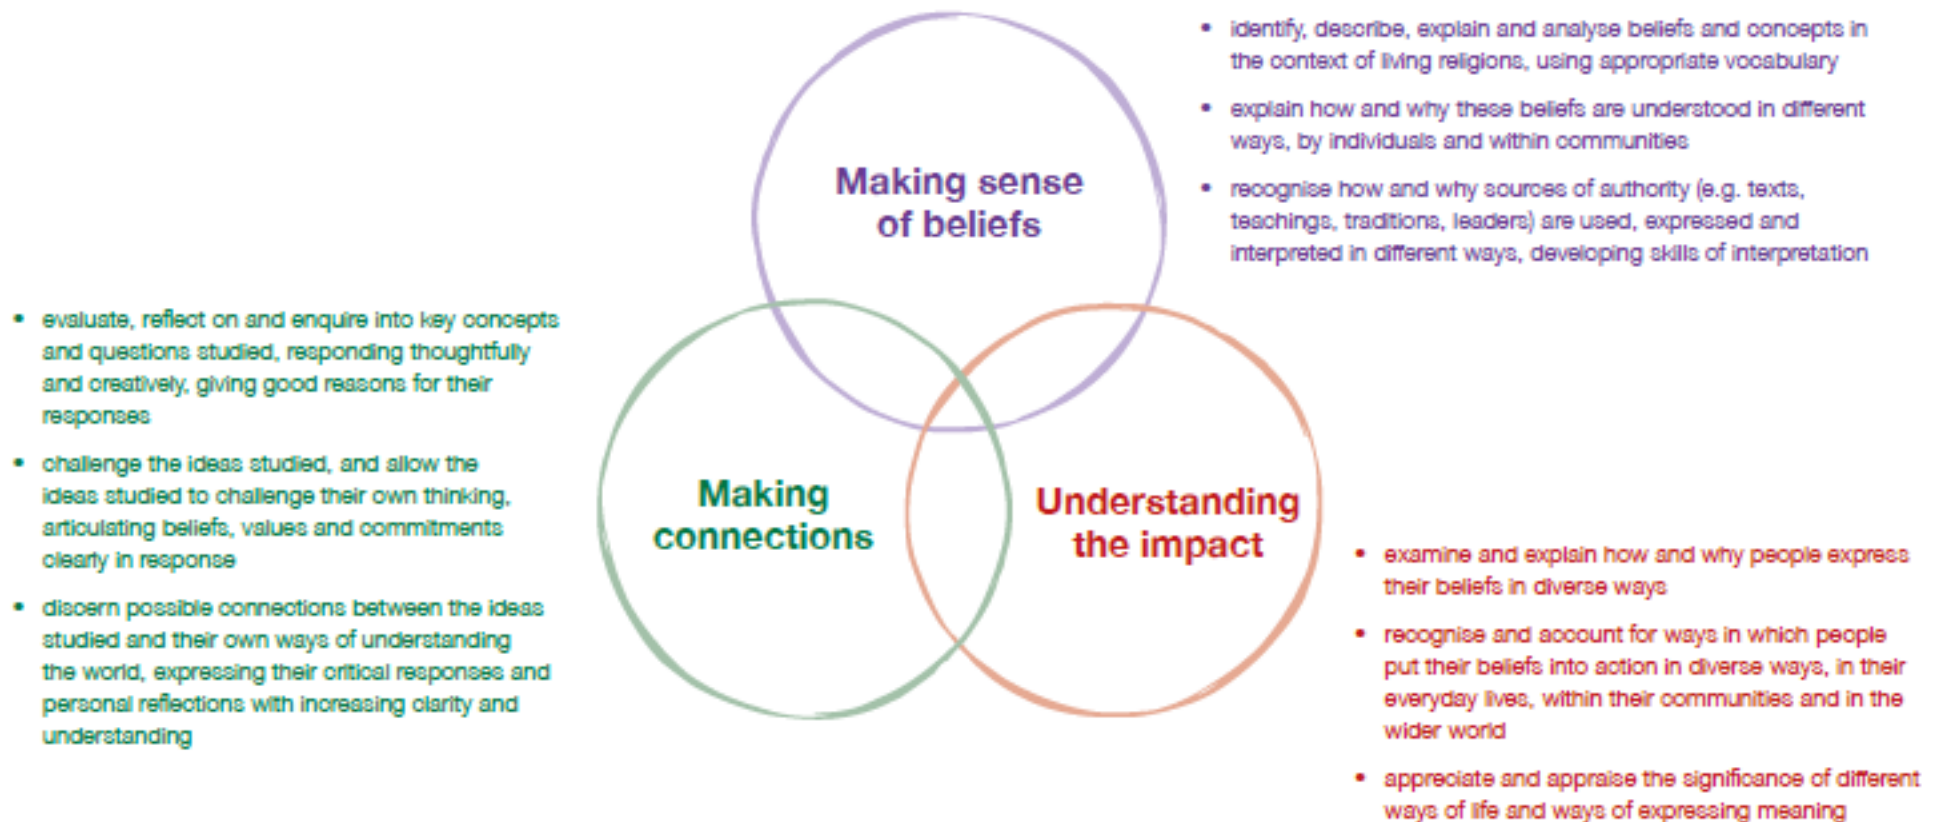 Making sense
of beliefs
• identify, describe, explain and analyse beliefs and concepts in
the context of living religions, using appropriate vocabulary
• explain how and why these beliefs are understood in different
ways, by individuals and within communities
• recognise how and why sources of authority (e.g. texts,
teachings, traditions, leaders) are used, expressed and
interpreted in different ways, developing skills of interpretation
• evaluate, reflect on and enquire into key concepts
and questions studied, responding thoughtfully
and creatively, giving good reasons for their
responses
• challenge the ideas studied, and allow the
ideas studied to challenge their own thinking,
articulating beliefs, values and commitments
clearly in response
• discern possible connections between the ideas
studied and their own ways of understanding
the world, expressing their critical responses and
personal reflections with increasing clarity and
understanding
Making
connections
Understanding
the impact
• examine and explain how and why people express
their beliefs in diverse ways
• recognise and account for ways in which people
put their beliefs into action in diverse ways, in their
everyday lives, within their communities and in the
wider world
• appreciate and appraise the significance of different
ways of life and ways of expressing meaning